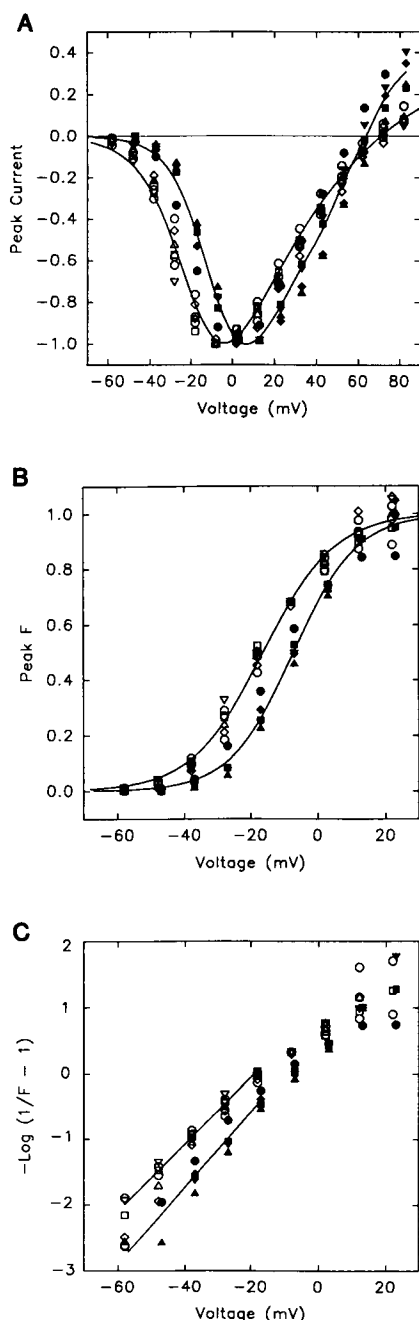 A
0.4
0.2
0.0
-0.2
-0.4
-0.6
-0.8
-1.0
Peak Current
-60 -40 -20 0 20 40 60 80
Voltage (mV)
B
1.0
0.8
0.6
0.4
0.2
0.0
Peak F
-60 -40 -20 0 20
Voltage (mV)
C
2
1
0
-1
-2
-3
-Log (1/F - 1)
-60 -40 -20 0 20
Voltage (mV)